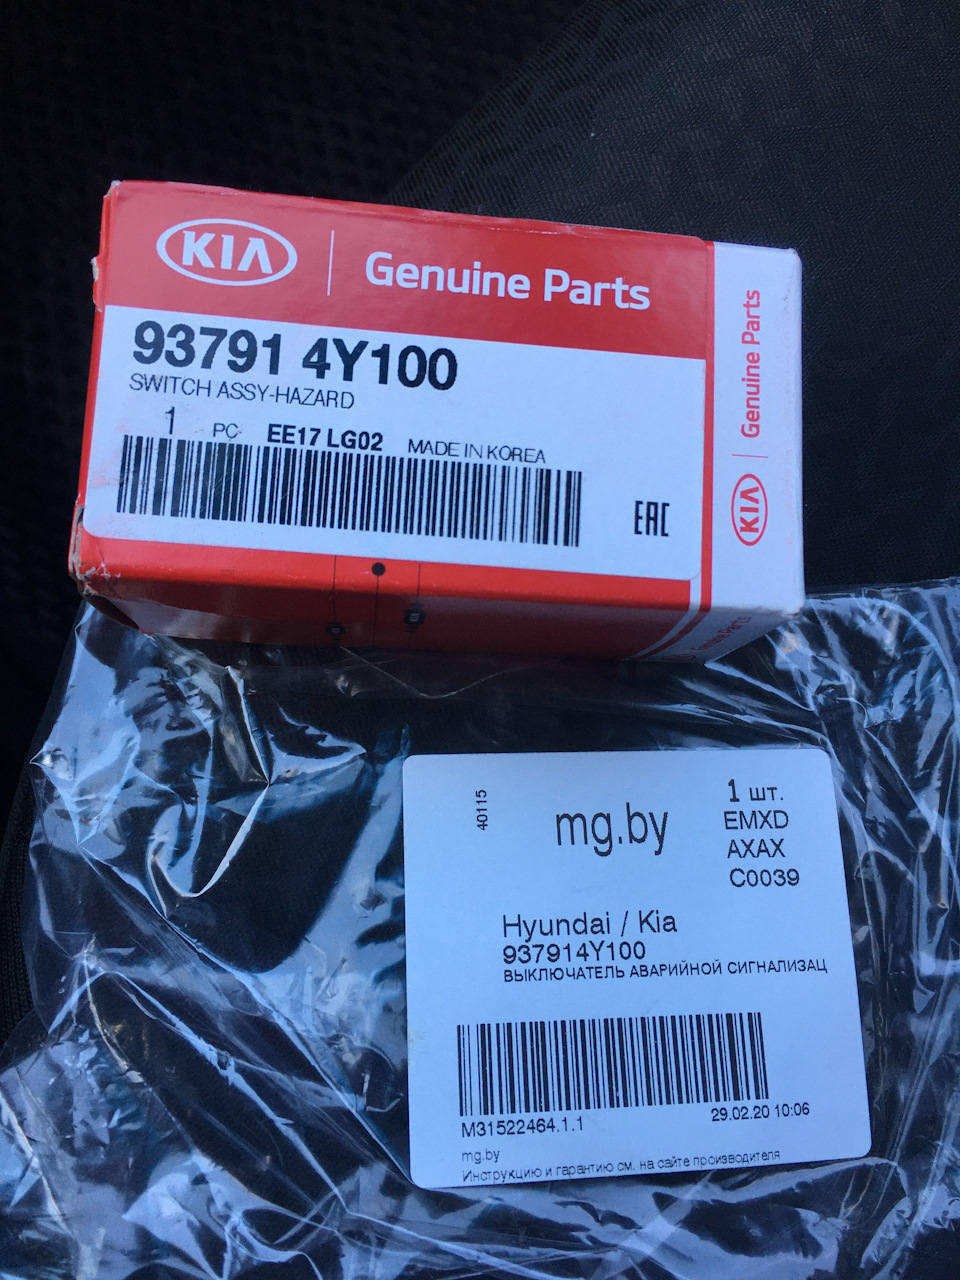 KIA
Genuine Parts
93791 4Y100
SWITCH ASSY-HAZARD
1 PC EE17 LG02 MADE IN KOREA
EAC
KIA
Genuine Parts
Genuine Parts
40115
mg.by
1 шт.
EMXD
AXAX
C0039
Hyundai / Kia
937914Y100
ВЫКЛЮЧАТЕЛЬ АВАРИЙНОЙ СИГНАЛИЗАЦ
M31522464.1.1
29.02.20 10:06
mg.by
Инструкцию и гарантию см. на сайте производителя